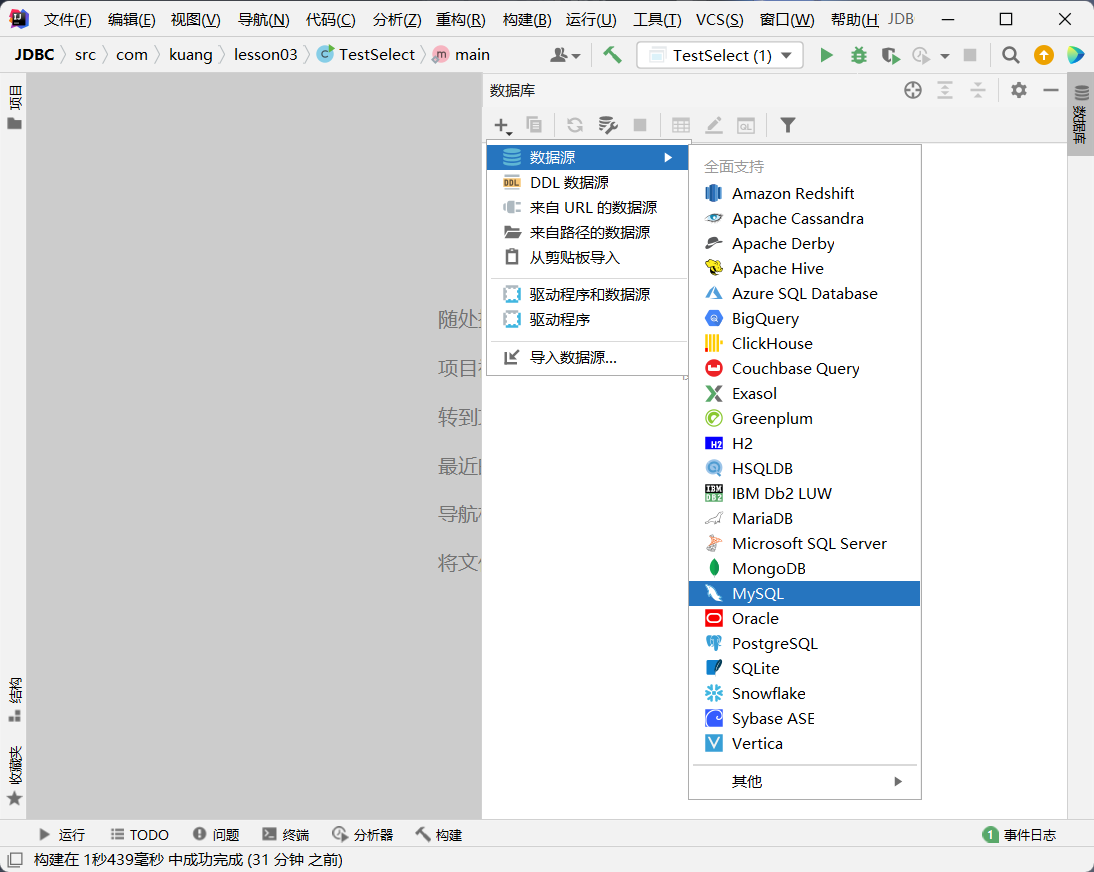 文件(F) 编辑(E) 视图(V) 导航(N) 代码(C) 分析(Z) 重构(R) 构建(B) 运行(U) 工具(T) VCS(S) 窗口(W) 帮助(H JDB
JDBC src com kuang lesson03 TestSelect main TestSelect (1)
项目
数据库
数据库
数据源
DDL 数据源
来自 URL 的数据源
来自路径的数据源
从剪贴板导入
驱动程序和数据源
驱动程序
导入数据源...
全面支持
Amazon Redshift
Apache Cassandra
Apache Derby
Apache Hive
Azure SQL Database
BigQuery
ClickHouse
Couchbase Query
Exasol
Greenplum
H2
HSQLDB
IBM Db2 LUW
MariaDB
Microsoft SQL Server
MongoDB
MySQL
Oracle
PostgreSQL
SQLite
Snowflake
Sybase ASE
Vertica
其他
随处
项目
转到
最近
导航
将文
结构
收藏夹
运行 TODO 问题 终端 分析器 构建 1 事件日志
构建在 1秒439毫秒 中成功完成 (31 分钟 之前)